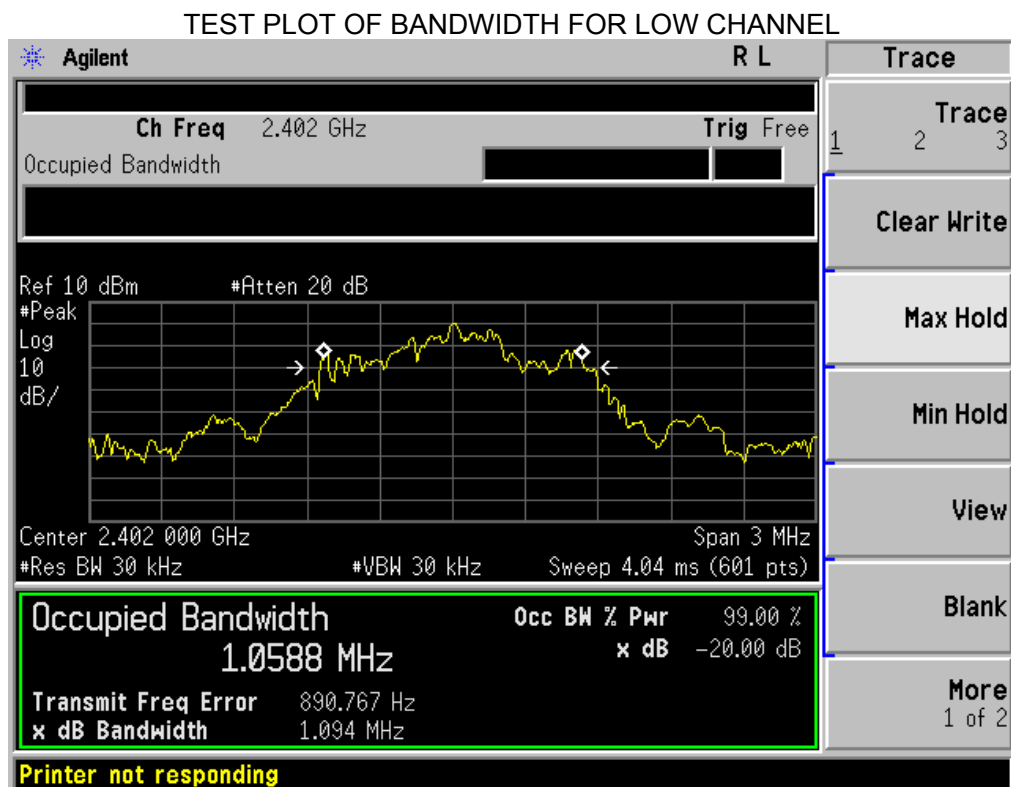 TEST PLOT OF BANDWIDTH FOR LOW CHANNEL
Agilent R L Trace
Ch Freq 2.402 GHz Trig Free
Occupied Bandwidth
Trace
1 2 3
Clear Write
Max Hold
Min Hold
View
Blank
More
1 of 2
Ref 10 dBm #Atten 20 dB
#Peak
Log
10
dB/
Center 2.402 000 GHz Span 3 MHz
#Res BW 30 kHz #VBW 30 kHz Sweep 4.04 ms (601 pts)
Occupied Bandwidth Occ BW % Pwr 99.00 %
1.0588 MHz x dB -20.00 dB
Transmit Freq Error 890.767 Hz
x dB Bandwidth 1.094 MHz
Printer not responding